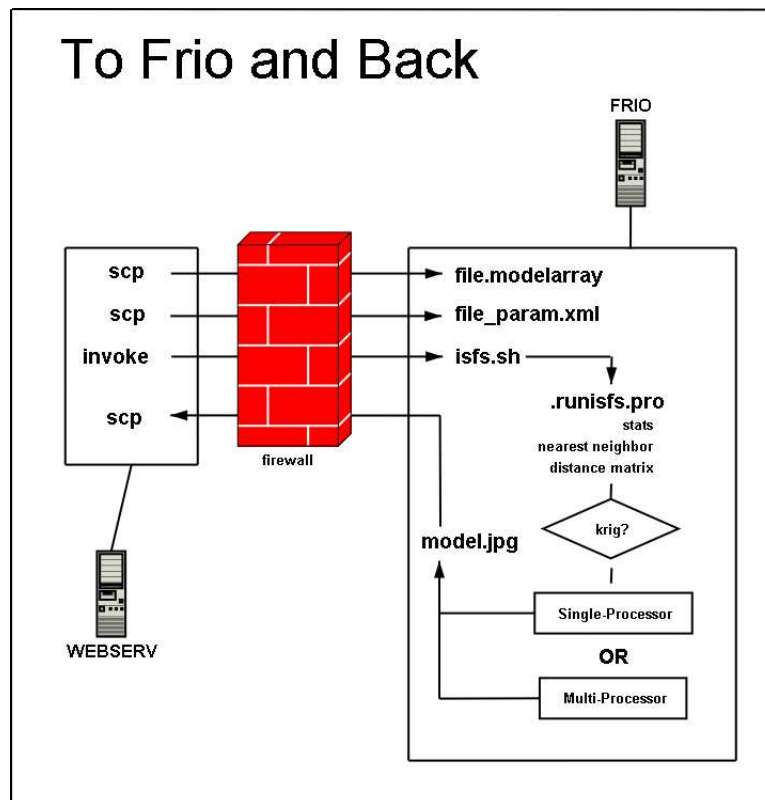 To Frio and Back
FRIO
scp
file.modelarray
scp
file_param.xml
invoke
isfs.sh
.runisfs.pro
scp
stats
nearest neighbor
firewall
distance matrix
krig?
model.jpg
Single-Processor
WEBSERV
OR
Multi-Processor